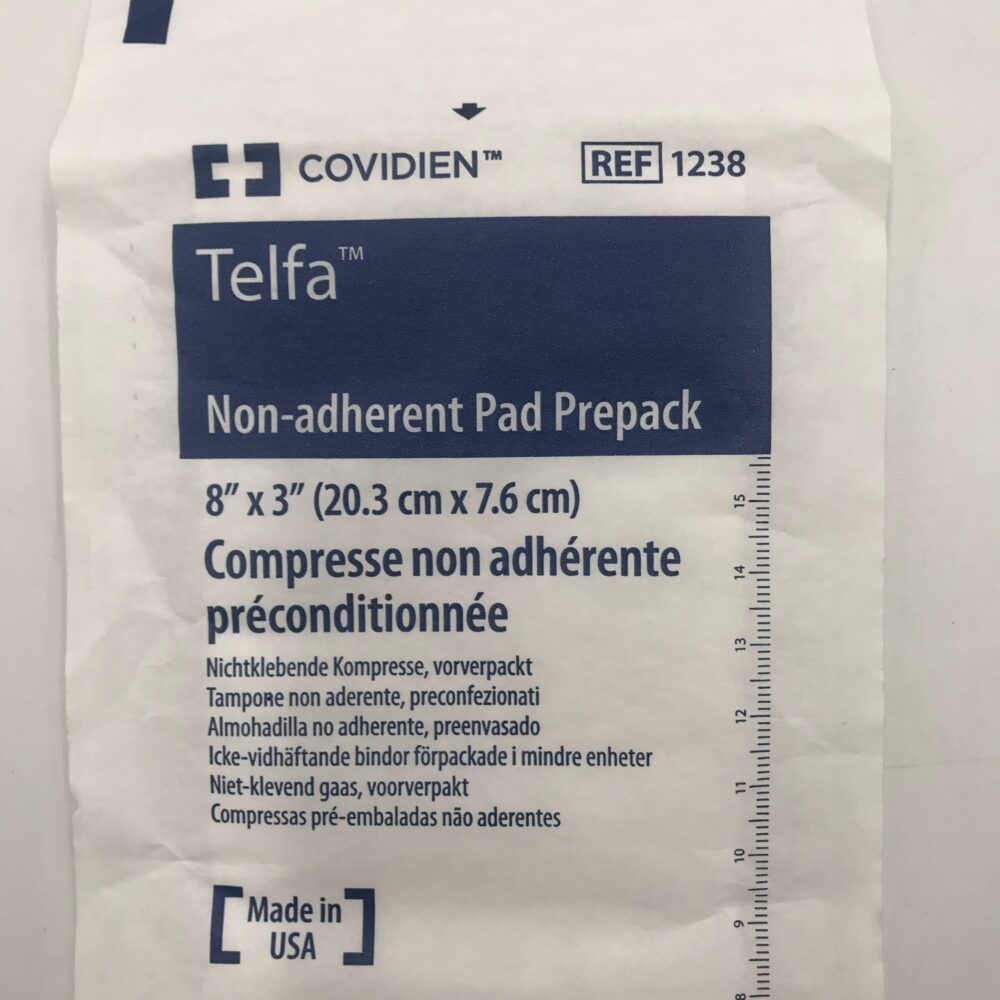 COVIDIEN™
REF 1238
Telfa™
Non-adherent Pad Prepack
8" x 3" (20.3 cm x 7.6 cm)
Compresse non adhérente
préconditionnée
Nichtklebende Kompresse, vorverpackt
Tampone non aderente, preconfezionati
Almohadilla no adherente, preenvasado
Icke-vidhäftande bindor förpackade i mindre enheter
Niet-klevend gaas, voorverpakt
Compressas pré-embaladas não aderentes
Made in
USA
15
14
13
12
11
10
9
8